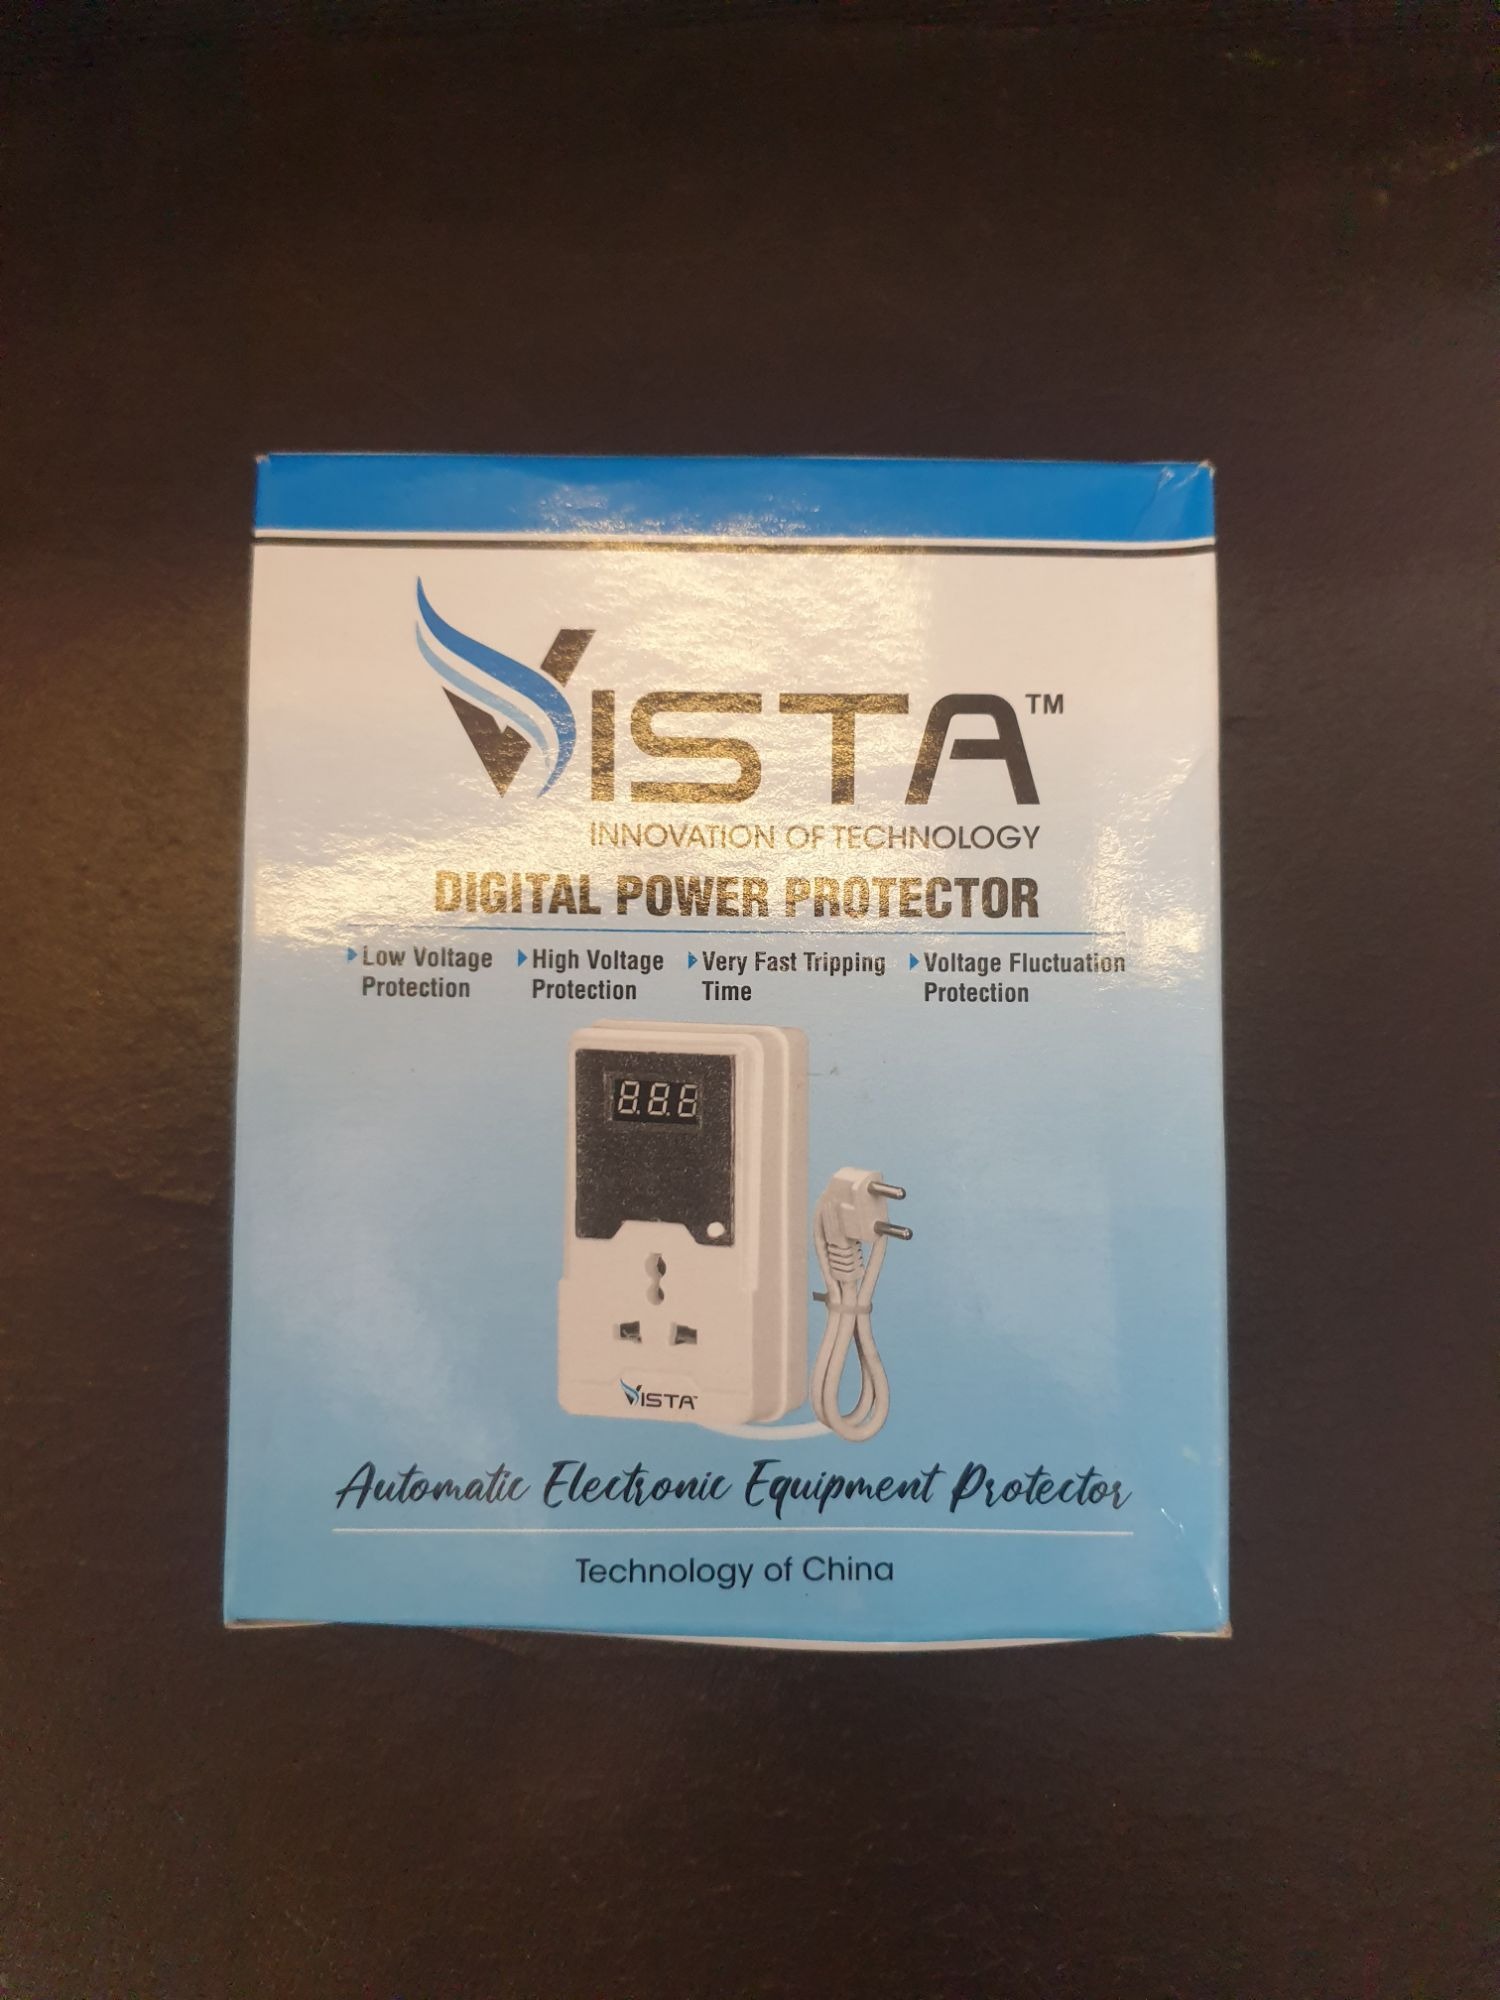 VISTA™
INNOVATION OF TECHNOLOGY
DIGITAL POWER PROTECTOR
Low Voltage Protection
High Voltage Protection
Very Fast Tripping Time
Voltage Fluctuation Protection
8.8.8
VISTA
Automatic Electronic Equipment Protector
Technology of China